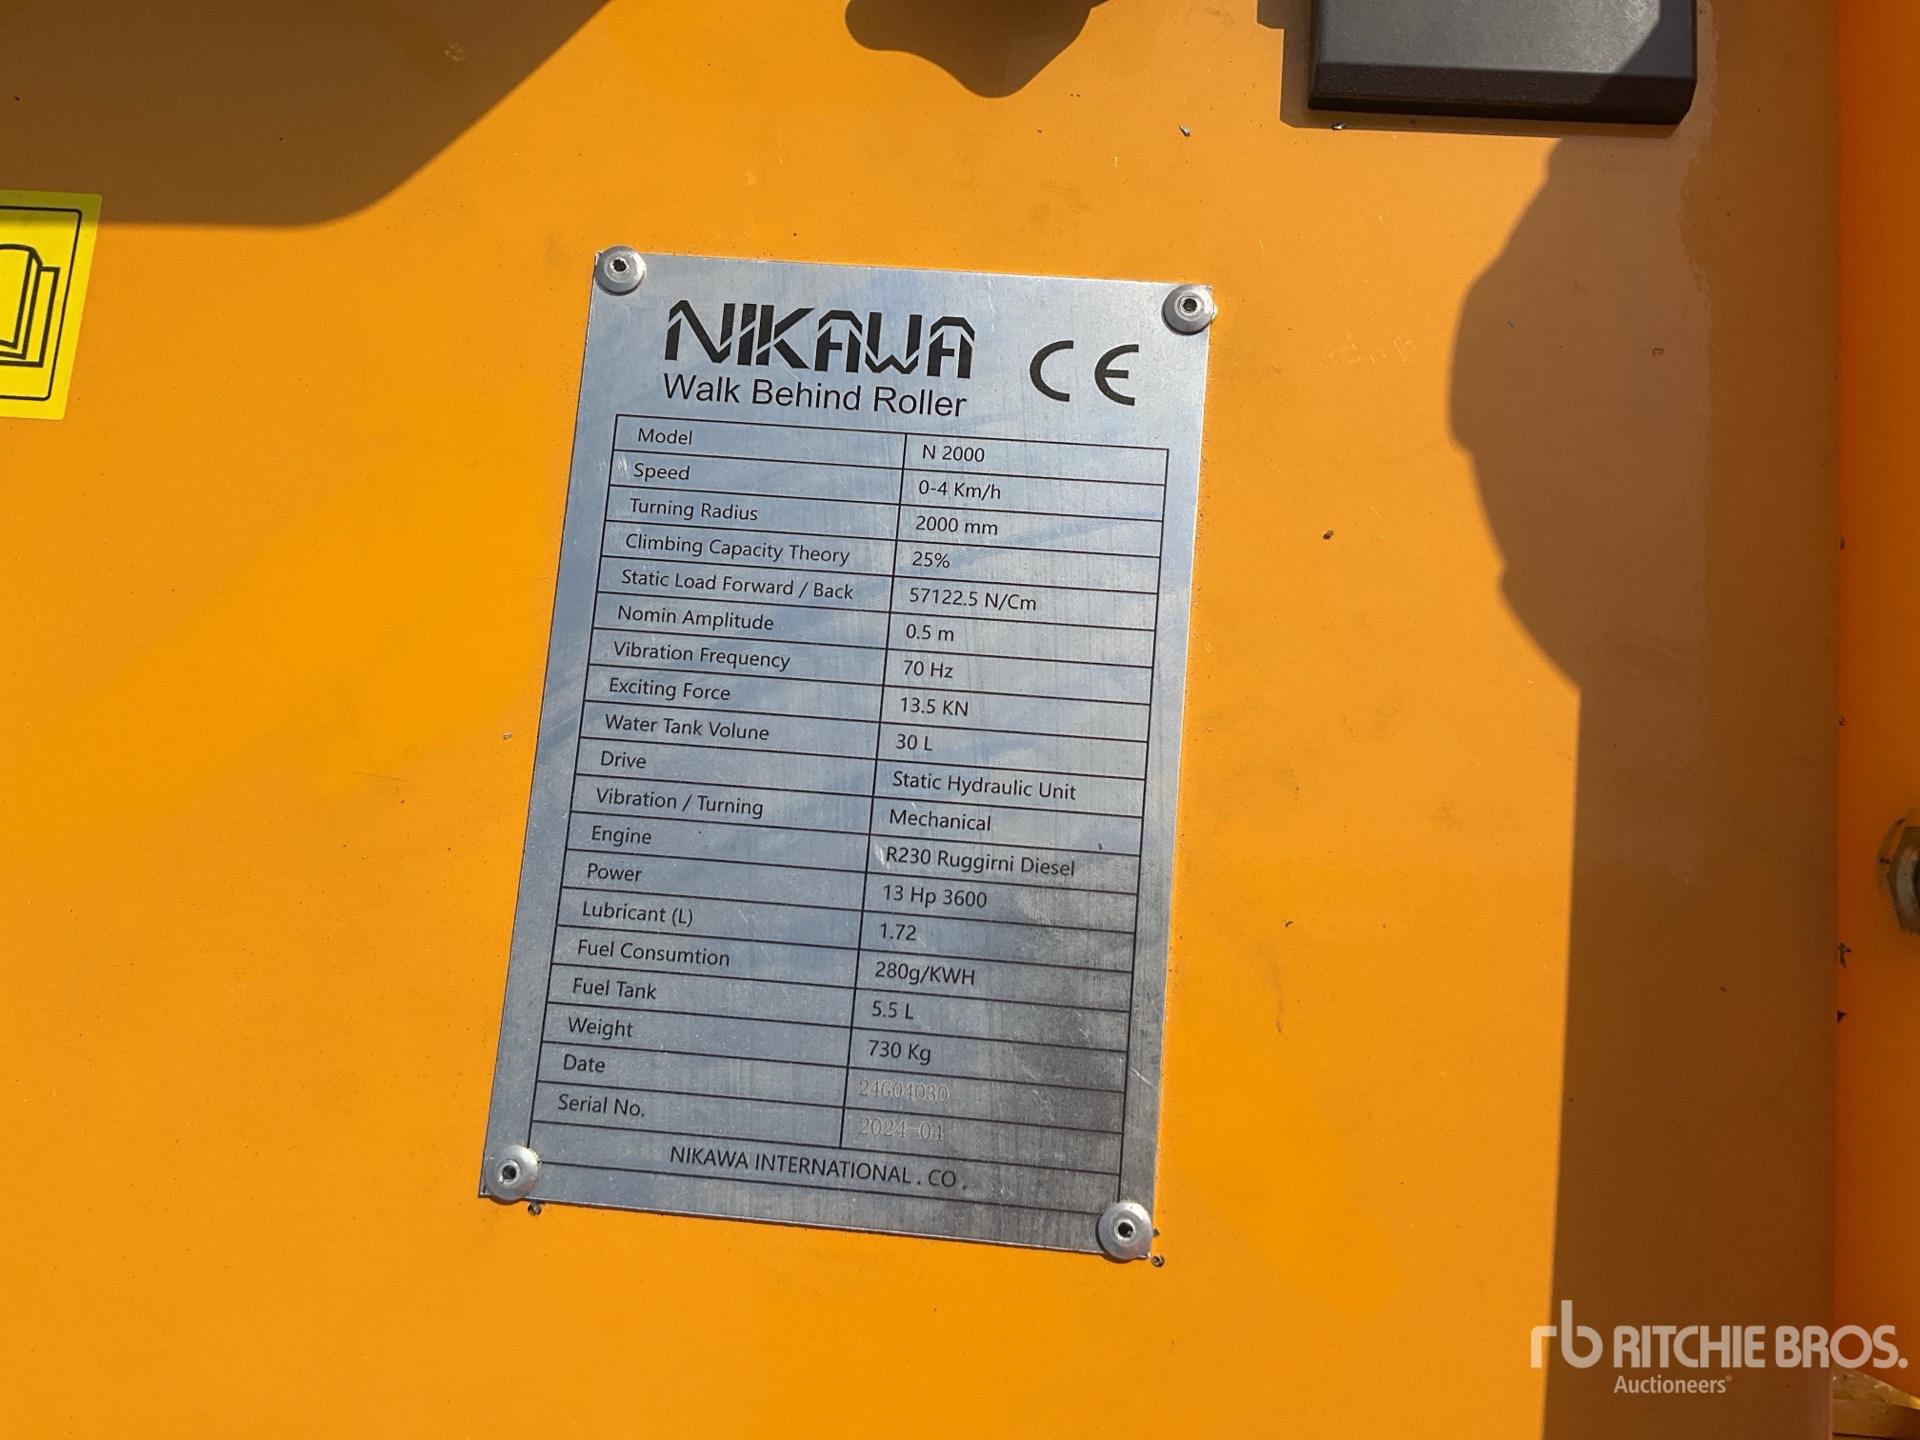 NIKAWA
Walk Behind Roller
CE
Model N 2000
Speed 0-4 Km/h
Turning Radius 2000 mm
Climbing Capacity Theory 25%
Static Load Forward / Back 57122.5 N/Cm
Nomin Amplitude 0.5 m
Vibration Frequency 70 Hz
Exciting Force 13.5 KN
Water Tank Volune 30 L
Drive Static Hydraulic Unit
Vibration / Turning Mechanical
Engine R230 Ruggirni Diesel
Power 13 Hp 3600
Lubricant (L) 1.72
Fuel Consumtion 280g/KWH
Fuel Tank 5.5 L
Weight 730 Kg
Date 24G04030
Serial No. 2024-04
NIKAWA INTERNATIONAL . CO .
rb RITCHIE BROS.
Auctioneers